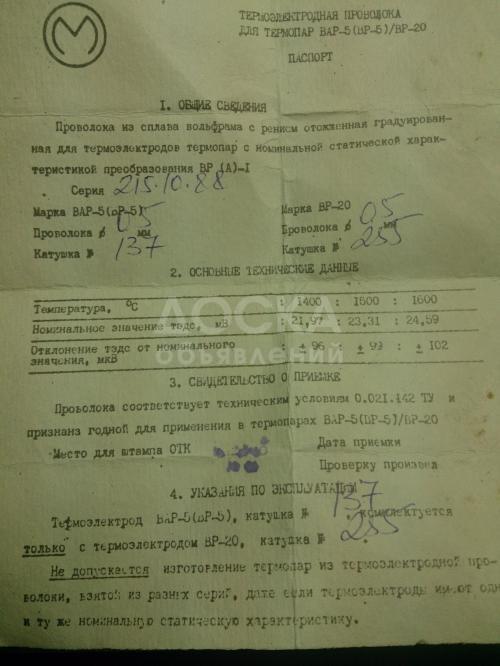 М
ТЕРМОЭЛЕКТРОДНАЯ ПРОВОЛОКА
ДЛЯ ТЕРМОПАР ВАР-5(ВР-5)/ВР-20
ПАСПОРТ
I. ОБЩИЕ СВЕДЕНИЯ
Проволока из сплава вольфрама с рением отожженная градуирован-
ная для термоэлектродов термопар с номинальной статической харак-
теристикой преобразования ВР (А)-I
Серия 215.10.88
Марка ВАР-5(ВР-5) Марка ВР-20
Проволока ∅ 0,5 мм Проволока ∅ 0,5 мм
Катушка № 137 Катушка № 255
2. ОСНОВНЫЕ ТЕХНИЧЕСКИЕ ДАННЫЕ
Температура, °С : 1400 : 1500 : 1600
Номинальное значение тэдс, мВ : 21,97 : 23,31 : 24,59
Отклонение тэдс от номинального : ± 96 : ± 99 : ± 102
значения, мкВ
ДОСКА
объявлений
3. СВИДЕТЕЛЬСТВО О ПРИЕМКЕ
Проволока соответствует техническим условиям 0.021.142 ТУ и
признана годной для применения в термопарах ВАР-5(ВР-5)/ВР-20
Место для штампа ОТК Дата приемки
Проверку произвел
4. УКАЗАНИЯ ПО ЭКСПЛУАТАЦИИ
Термоэлектрод ВАР-5(ВР-5), катушка № 137 комплектуется
только с термоэлектродом ВР-20, катушка № 255.
Не допускается изготовление термопар из термоэлектродной про-
волоки, взятой из разных серий, даже если термоэлектроды имеют одн
и ту же номинальную статическую характеристику.